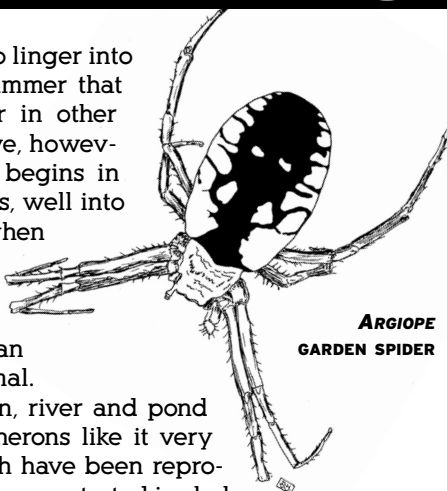 o linger into
mmer that
r in other
ve, howev-
begins in
s, well into
when
ARGIOPE
GARDEN SPIDER
an
nal.
n, river and pond
herons like it very
h have been repro-